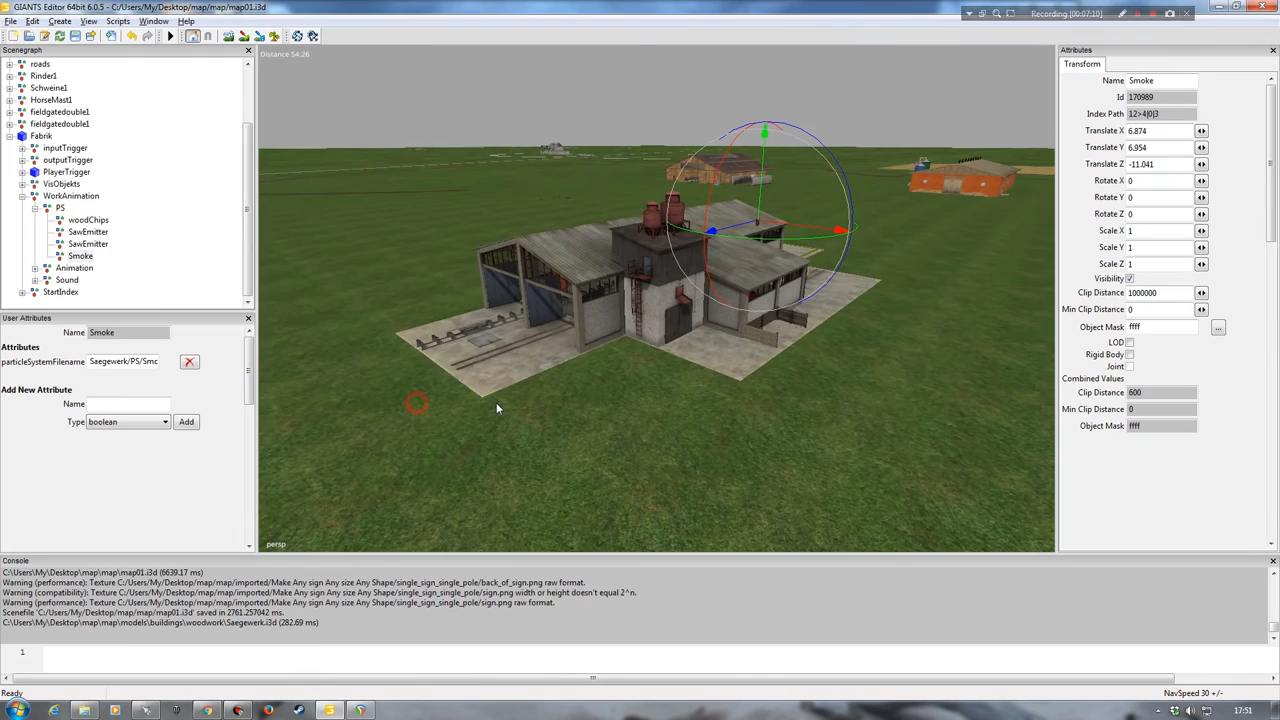 GIANTS Editor 64bit 6.0.5 - C:/Users/My/Desktop/map/map/map01.i3d
Recording [00:07:10]
File Edit Create View Scripts Window Help
Scenegraph
roads
Rinder1
Schweine1
HorseMast1
fieldgatedouble1
fieldgatedouble1
Fabrik
inputTrigger
outputTrigger
PlayerTrigger
VisObjekts
WorkAnimation
PS
woodChips
SawEmitter
SawEmitter
Smoke
Animation
Sound
StartIndex
User Attributes
Name Smoke
Attributes
particleSystemFilename Saegewerk/PS/Smc
Add New Attribute
Name
Type boolean Add
Distance 54.26
persp
Attributes
Transform
Name Smoke
Id 170989
Index Path 12>4|0|3
Translate X 6.874
Translate Y 6.954
Translate Z -11.041
Rotate X 0
Rotate Y 0
Rotate Z 0
Scale X 1
Scale Y 1
Scale Z 1
Visibility
Clip Distance 1000000
Min Clip Distance 0
Object Mask ffff ...
LOD
Rigid Body
Joint
Combined Values
Clip Distance 600
Min Clip Distance 0
Object Mask ffff
Console
C:\Users\My\Desktop\map\map\map01.i3d (6639.17 ms)
Warning (performance): Texture C:/Users/My/Desktop/map/map/imported/Make Any sign Any size Any Shape/single_sign_single_pole/back_of_sign.png raw format.
Warning (compatibility): Texture C:/Users/My/Desktop/map/map/imported/Make Any sign Any size Any Shape/single_sign_single_pole/sign.png width or height doesn't equal 2^n.
Warning (performance): Texture C:/Users/My/Desktop/map/map/imported/Make Any sign Any size Any Shape/single_sign_single_pole/sign.png raw format.
Scenefile 'C:/Users/My/Desktop/map/map/map01.i3d' saved in 2761.257042 ms.
C:\Users\My\Desktop\map\map\models\buildings\woodwork\Saegewerk.i3d (282.69 ms)
1
Ready
NavSpeed 30 +/-
17:51